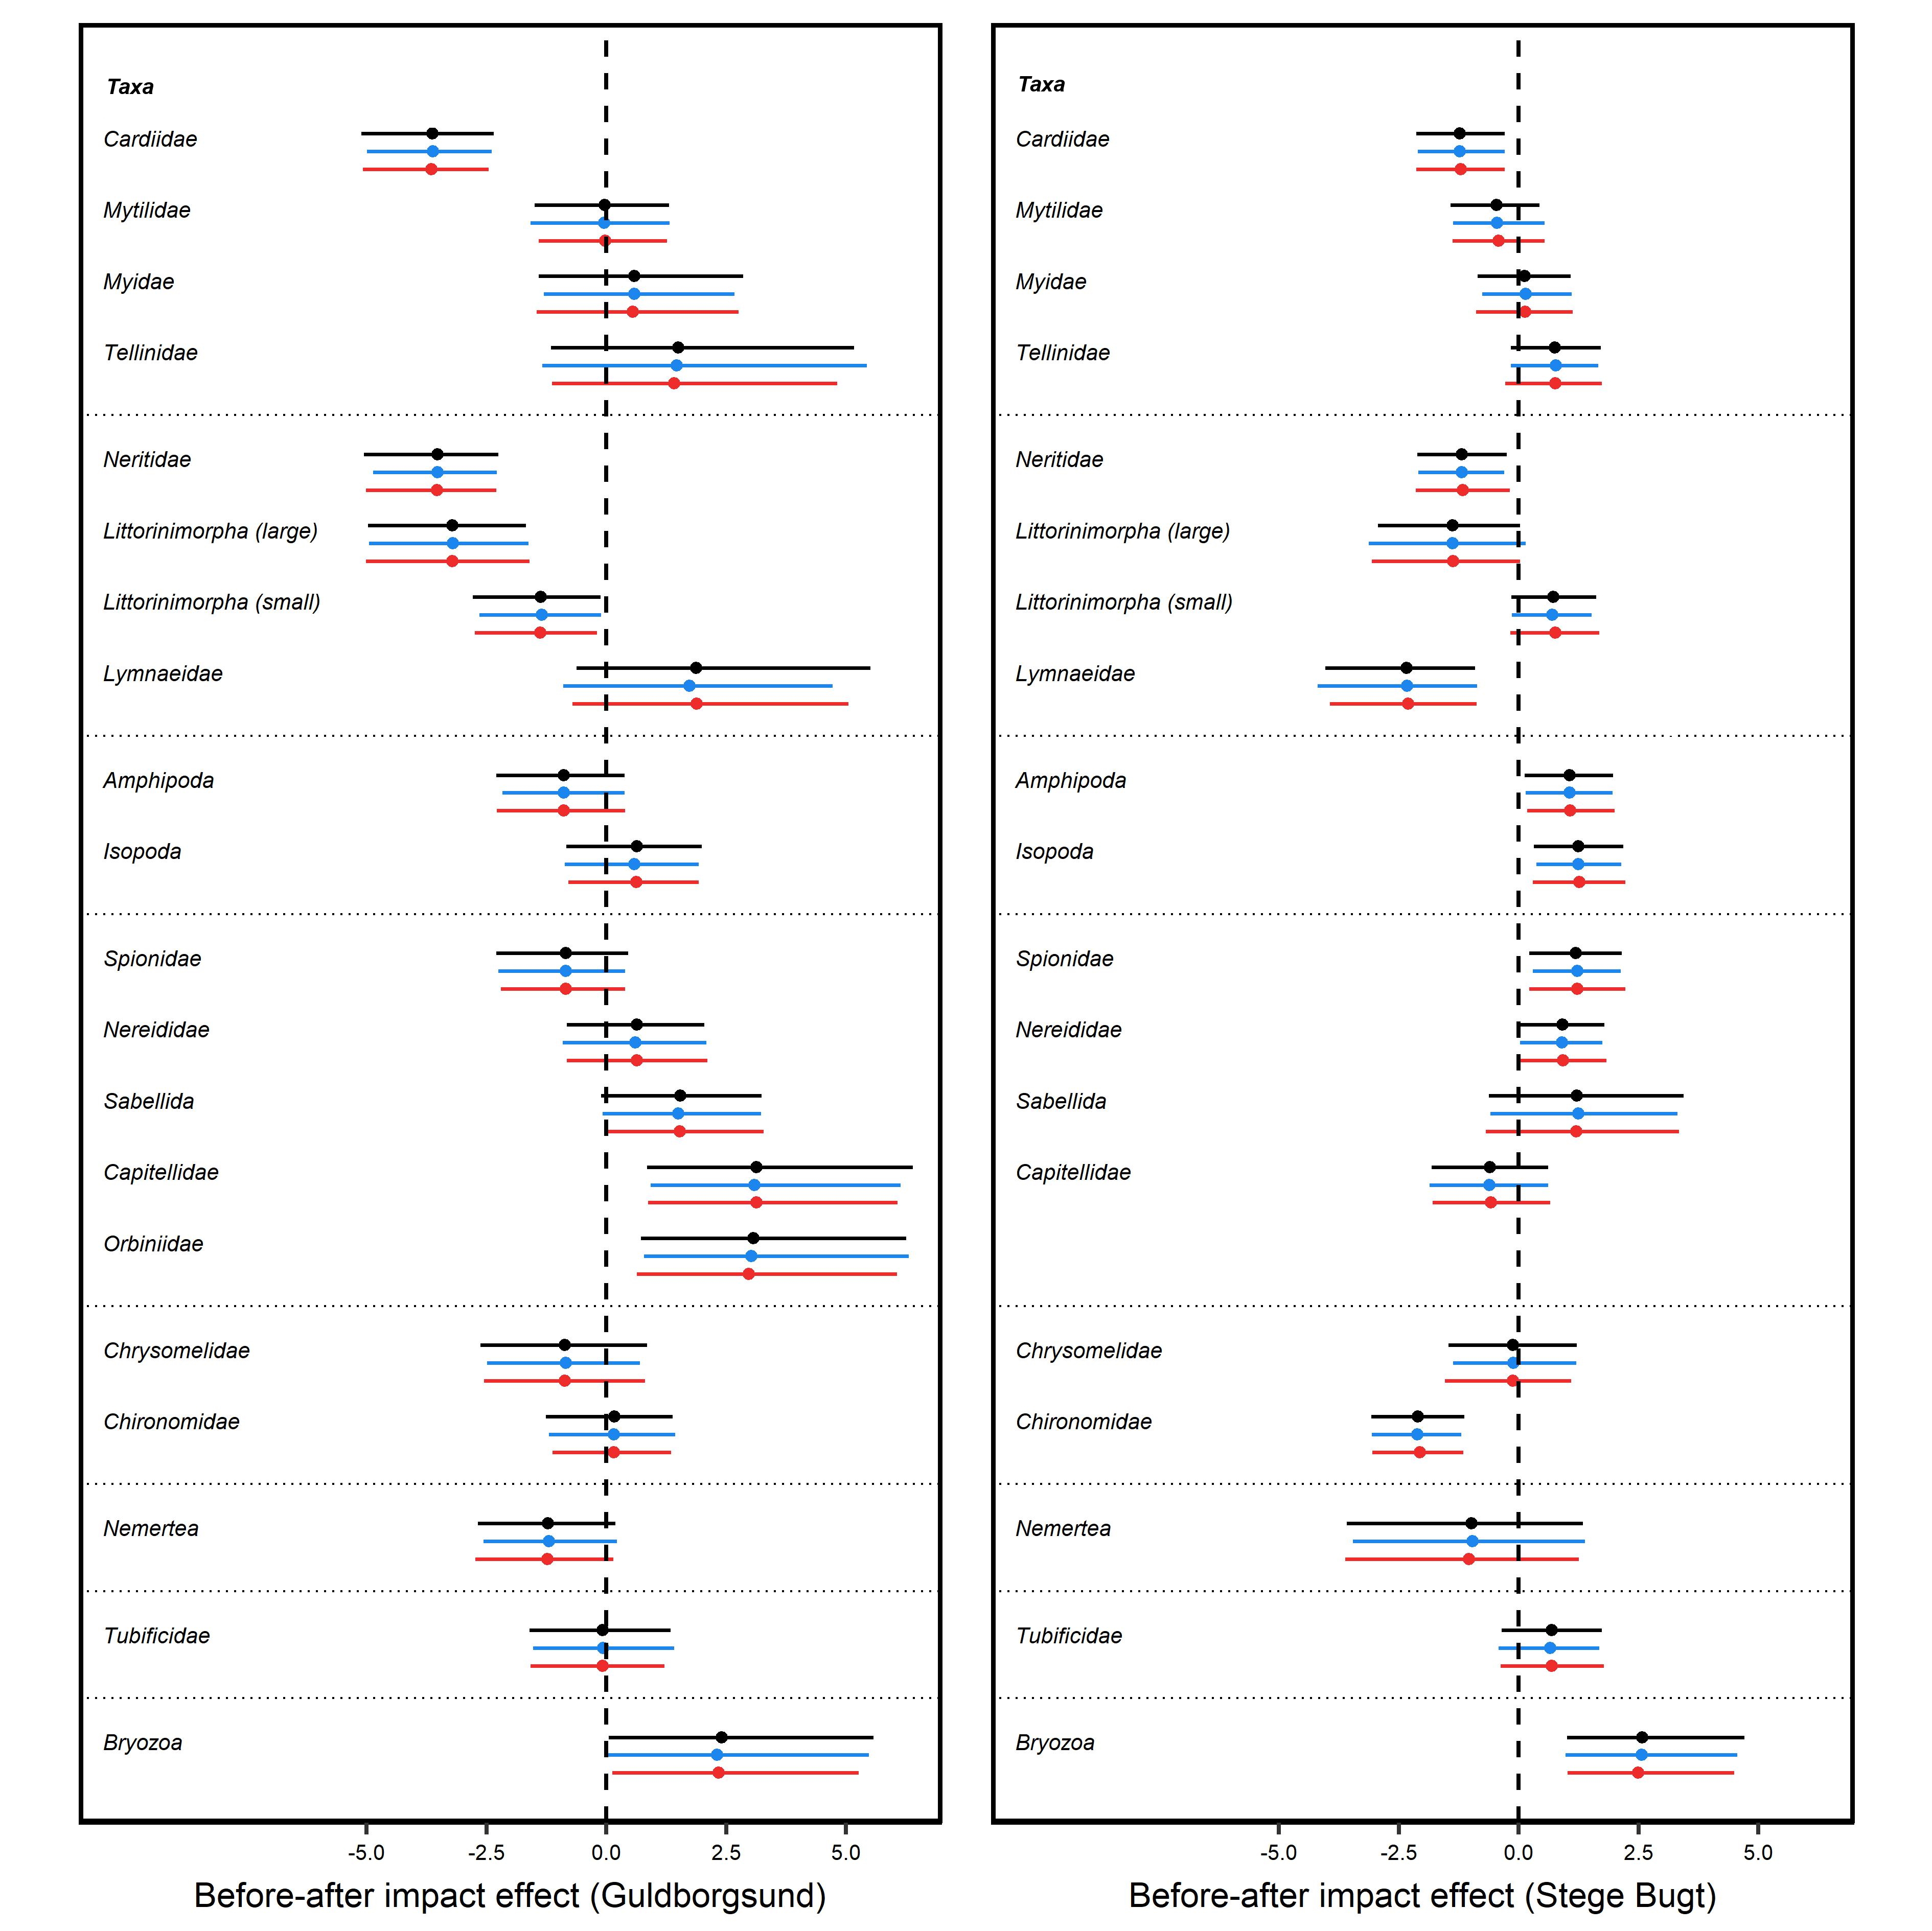 Taxa
Cardiidae
Mytilidae
Myidae
Tellinidae
Neritidae
Littorinimorpha (large)
Littorinimorpha (small)
Lymnaeidae
Amphipoda
Isopoda
Spionidae
Nereididae
Sabellida
Capitellidae
Orbiniidae
Chrysomelidae
Chironomidae
Nemertea
Tubificidae
Bryozoa
-5.0 -2.5 0.0 2.5 5.0
Before-after impact effect (Guldborgsund)
Taxa
Cardiidae
Mytilidae
Myidae
Tellinidae
Neritidae
Littorinimorpha (large)
Littorinimorpha (small)
Lymnaeidae
Amphipoda
Isopoda
Spionidae
Nereididae
Sabellida
Capitellidae
Chrysomelidae
Chironomidae
Nemertea
Tubificidae
Bryozoa
-5.0 -2.5 0.0 2.5 5.0
Before-after impact effect (Stege Bugt)